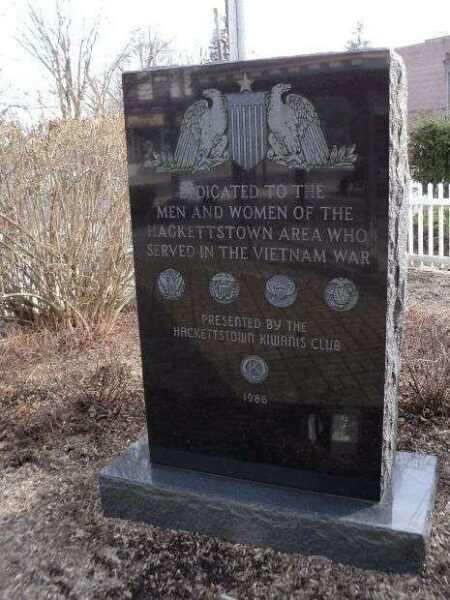 DEDICATED TO THE
MEN AND WOMEN OF THE
HACKETTSTOWN AREA WHO
SERVED IN THE VIETNAM WAR
PRESENTED BY THE
HACKETTSTOWN KIWANIS CLUB
1986